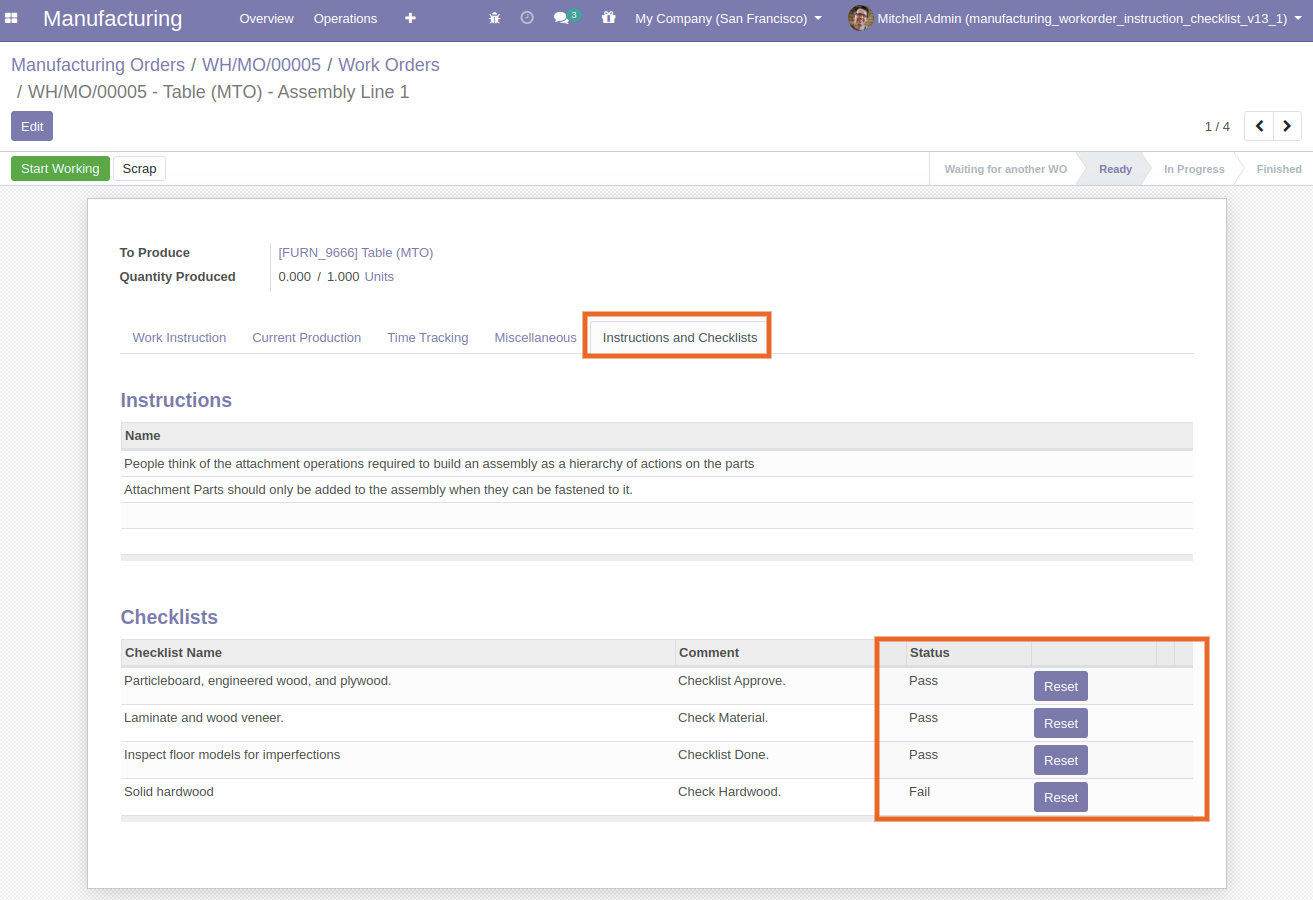 Manufacturing Overview Operations 3 My Company (San Francisco) Mitchell Admin (manufacturing_workorder_instruction_checklist_v13_1)
Manufacturing Orders / WH/MO/00005 / Work Orders
/ WH/MO/00005 - Table (MTO) - Assembly Line 1
Edit 1 / 4
Start Working Scrap Waiting for another WO Ready In Progress Finished
To Produce [FURN_9666] Table (MTO)
Quantity Produced 0.000 / 1.000 Units
Work Instruction Current Production Time Tracking Miscellaneous Instructions and Checklists
Instructions
Name
People think of the attachment operations required to build an assembly as a hierarchy of actions on the parts
Attachment Parts should only be added to the assembly when they can be fastened to it.
Checklists
Checklist Name Comment Status
Particleboard, engineered wood, and plywood. Checklist Approve. Pass Reset
Laminate and wood veneer. Check Material. Pass Reset
Inspect floor models for imperfections Checklist Done. Pass Reset
Solid hardwood Check Hardwood. Fail Reset